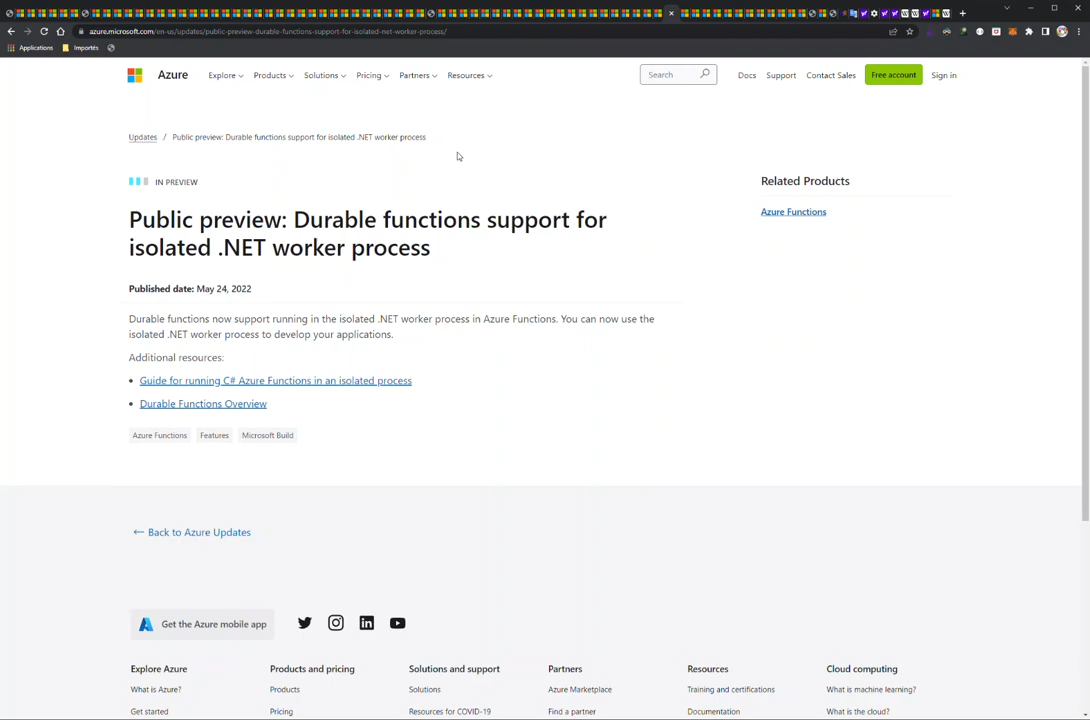 azure.microsoft.com/en-us/updates/public-preview-durable-functions-support-for-isolated-net-worker-process/
Applications Importés
Azure Explore Products Solutions Pricing Partners Resources Search Docs Support Contact Sales Free account Sign in
Updates / Public preview: Durable functions support for isolated .NET worker process
IN PREVIEW
Related Products
Azure Functions
Public preview: Durable functions support for
isolated .NET worker process
Published date: May 24, 2022
Durable functions now support running in the isolated .NET worker process in Azure Functions. You can now use the
isolated .NET worker process to develop your applications.
Additional resources:
• Guide for running C# Azure Functions in an isolated process
• Durable Functions Overview
Azure Functions Features Microsoft Build
← Back to Azure Updates
Get the Azure mobile app
Explore Azure Products and pricing Solutions and support Partners Resources Cloud computing
What is Azure? Products Solutions Azure Marketplace Training and certifications What is machine learning?
Get started Pricing Resources for COVID-19 Find a partner Documentation What is the cloud?